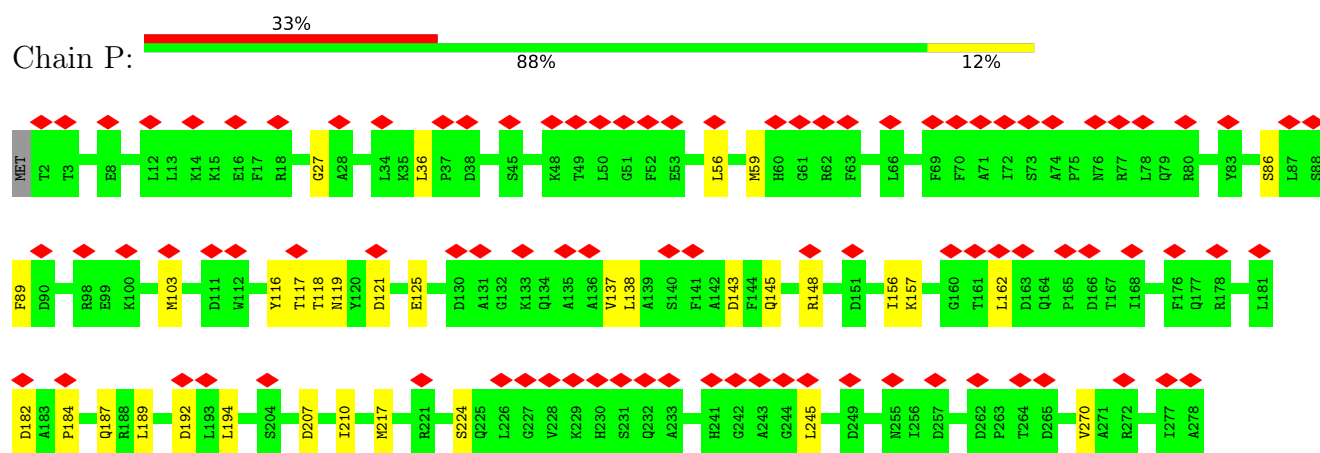 33%
Chain P:
88% 12%
MET T2 T3 E8 L12 L13 K14 K15 E16 F17 R18 G27 A28 L34 K35 L36 P37 D38 S45 K48 T49 L50 G51 F52 E53 L56 M59 H60 G61 R62 F63 L66 F69 F70 A71 I72 S73 A74 P75 N76 R77 L78 Q79 R80 Y83 S86 L87 S88
F89 D90 R98 E99 K100 M103 D111 W112 Y116 T117 T118 N119 Y120 D121 E125 D130 A131 G132 K133 Q134 A135 A136 V137 L138 A139 S140 F141 A142 D143 F144 Q145 R148 D151 I156 K157 G160 T161 L162 D163 Q164 P165 D166 T167 I168 F176 Q177 R178 L181
D182 A183 P184 Q187 R188 L189 D192 L193 L194 S204 D207 I210 M217 R221 S224 Q225 L226 G227 V228 K229 H230 S231 Q232 A233 H241 G242 A243 G244 L245 D249 N255 I256 D257 D262 P263 T264 D265 V270 A271 R272 I277 A278